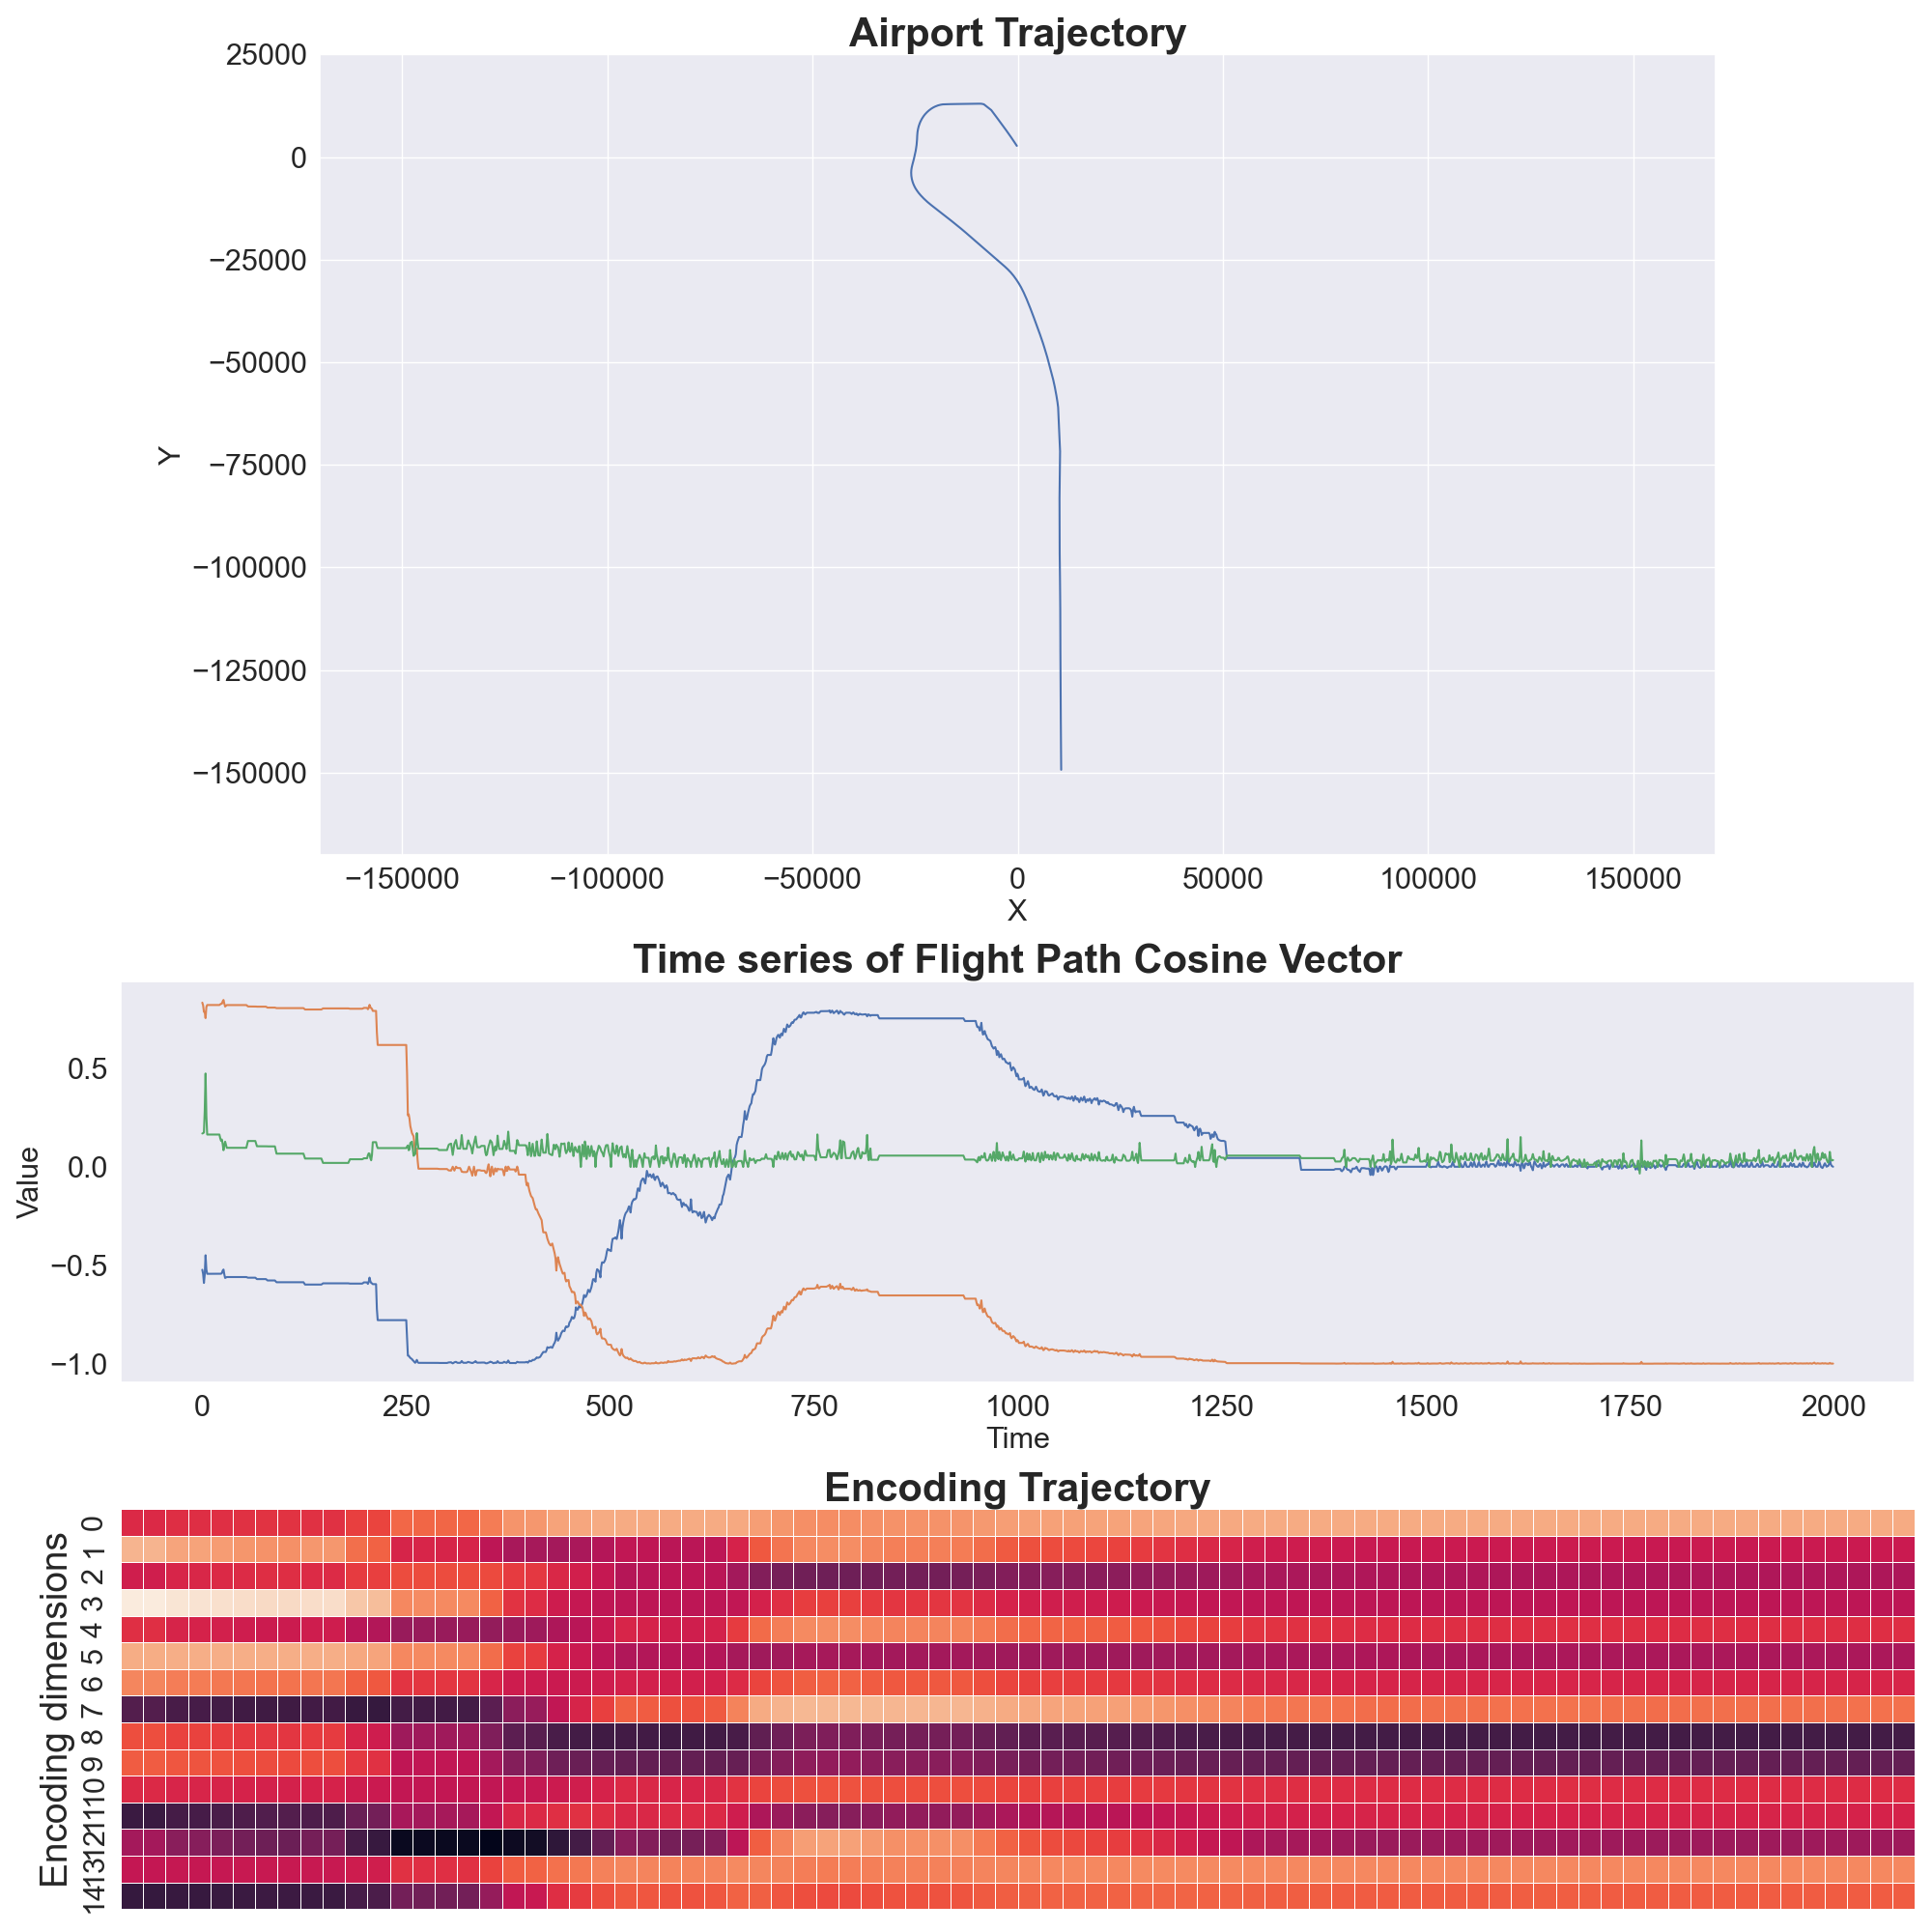 Airport Trajectory
25000
0
−25000
−50000
−75000
−100000
−125000
−150000
Y
−150000 −100000 −50000 0 50000 100000 150000
X
Time series of Flight Path Cosine Vector
0.5
0.0
−0.5
−1.0
Value
0 250 500 750 1000 1250 1500 1750 2000
Time
Encoding Trajectory
Encoding dimensions
0
1
2
3
4
5
6
7
8
9
10
11
12
13
14